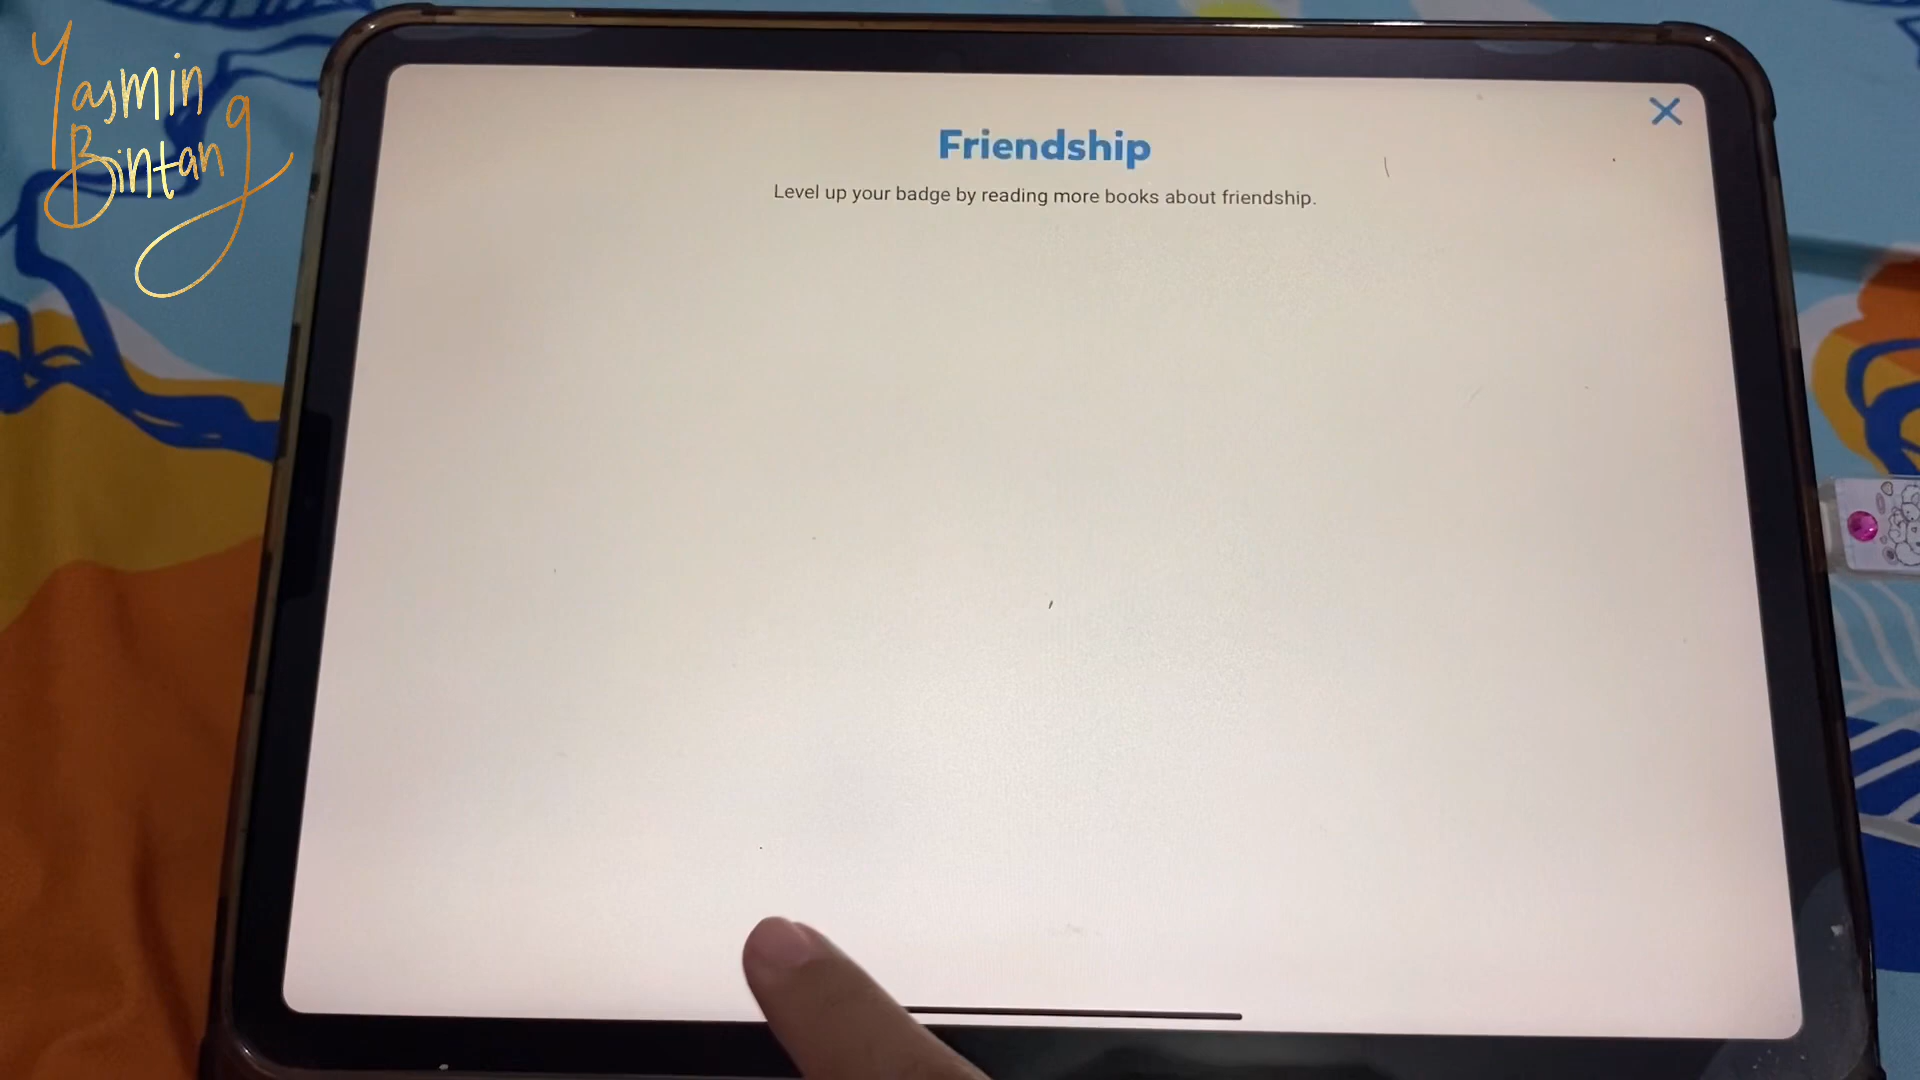 Yasmin
Bintang
Friendship
Level up your badge by reading more books about friendship.